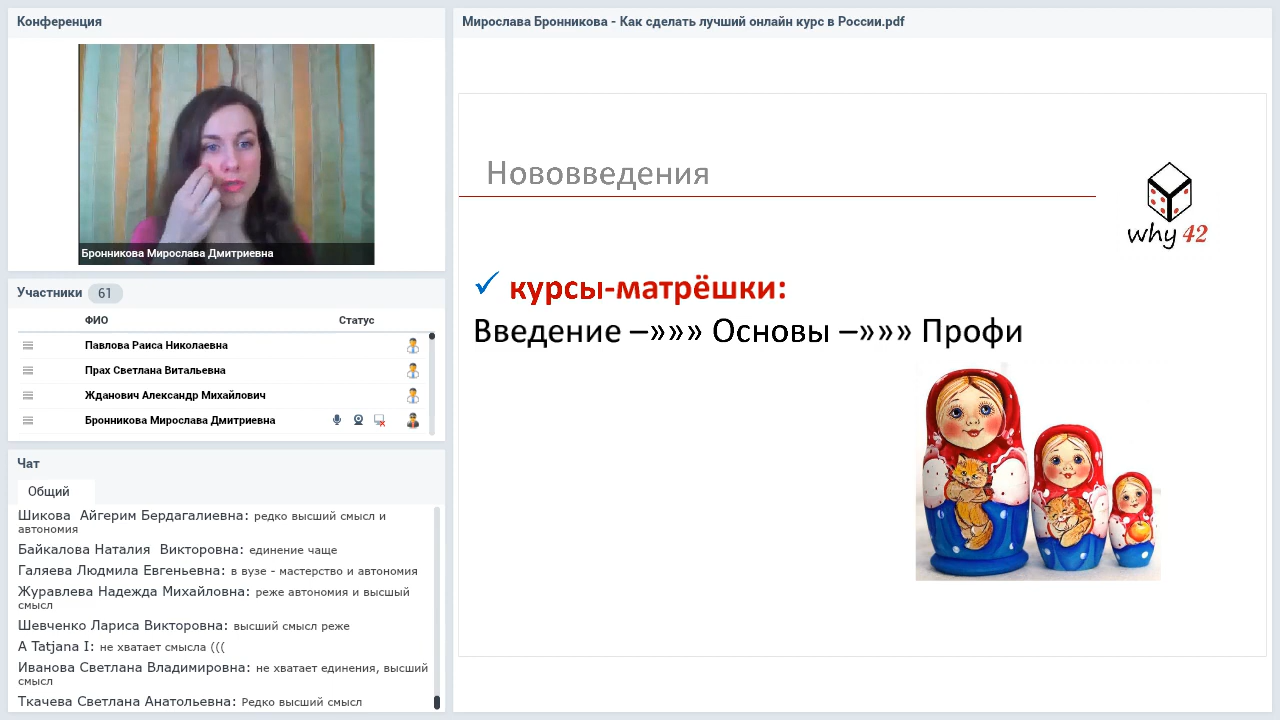 Конференция
Бронникова Мирослава Дмитриевна
Участники 61
ФИО Статус
Павлова Раиса Николаевна
Прах Светлана Витальевна
Жданович Александр Михайлович
Бронникова Мирослава Дмитриевна
Чат
Общий
Шикова Айгерим Бердагалиевна: редко высший смысл и
автономия
Байкалова Наталия Викторовна: единение чаще
Галяева Людмила Евгеньевна: в вузе - мастерство и автономия
Журавлева Надежда Михайловна: реже автономия и высшый
смысл
Шевченко Лариса Викторовна: высший смысл реже
A Tatjana I: не хватает смысла (((
Иванова Светлана Владимировна: не хватает единения, высший
смысл
Ткачева Светлана Анатольевна: Редко высший смысл
Мирослава Бронникова - Как сделать лучший онлайн курс в России.pdf
Нововведения
why 42
✓ курсы-матрёшки:
Введение –»»» Основы –»»» Профи